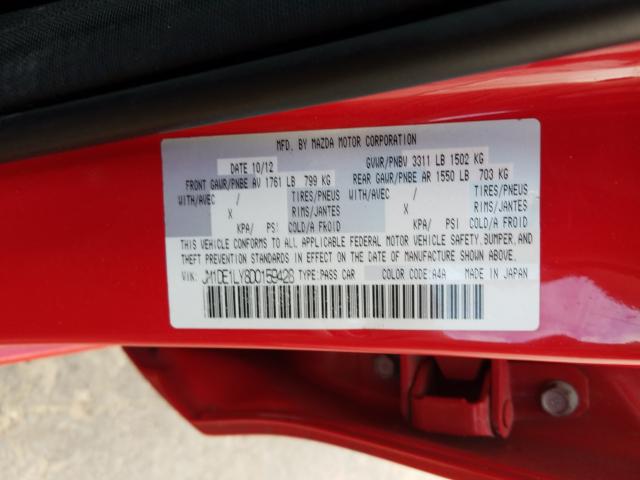 MFD. BY MAZDA MOTOR CORPORATION
DATE 10/12 GVWR/PNBV 3311 LB 1502 KG
FRONT GAWR/PNBE AV 1761 LB 799 KG REAR GAWR/PNBE AR 1550 LB 703 KG
WITH/AVEC / TIRES/PNEUS WITH/AVEC / TIRES/PNEUS
X RIMS/JANTES X RIMS/JANTES
KPA/ PSI COLD/A FROID KPA/ PSI COLD/A FROID
THIS VEHICLE CONFORMS TO ALL APPLICABLE FEDERAL MOTOR VEHICLE SAFETY, BUMPER, AND
THEFT PREVENTION STANDARDS IN EFFECT ON THE DATE OF MANUFACTURE SHOWN ABOVE.
VIN: TYPE:PASS CAR COLOR CODE: A4A MADE IN JAPAN